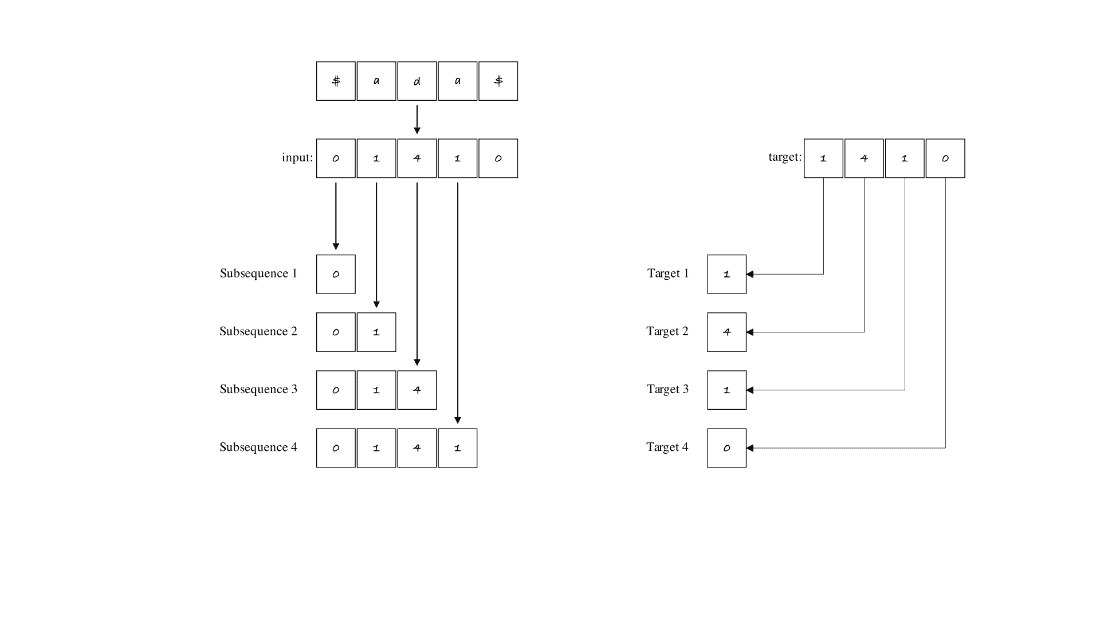 $ a d a $
input: 0 1 4 1 0
target: 1 4 1 0
Subsequence 1 0
Target 1 1
Subsequence 2 0 1
Target 2 4
Subsequence 3 0 1 4
Target 3 1
Subsequence 4 0 1 4 1
Target 4 0